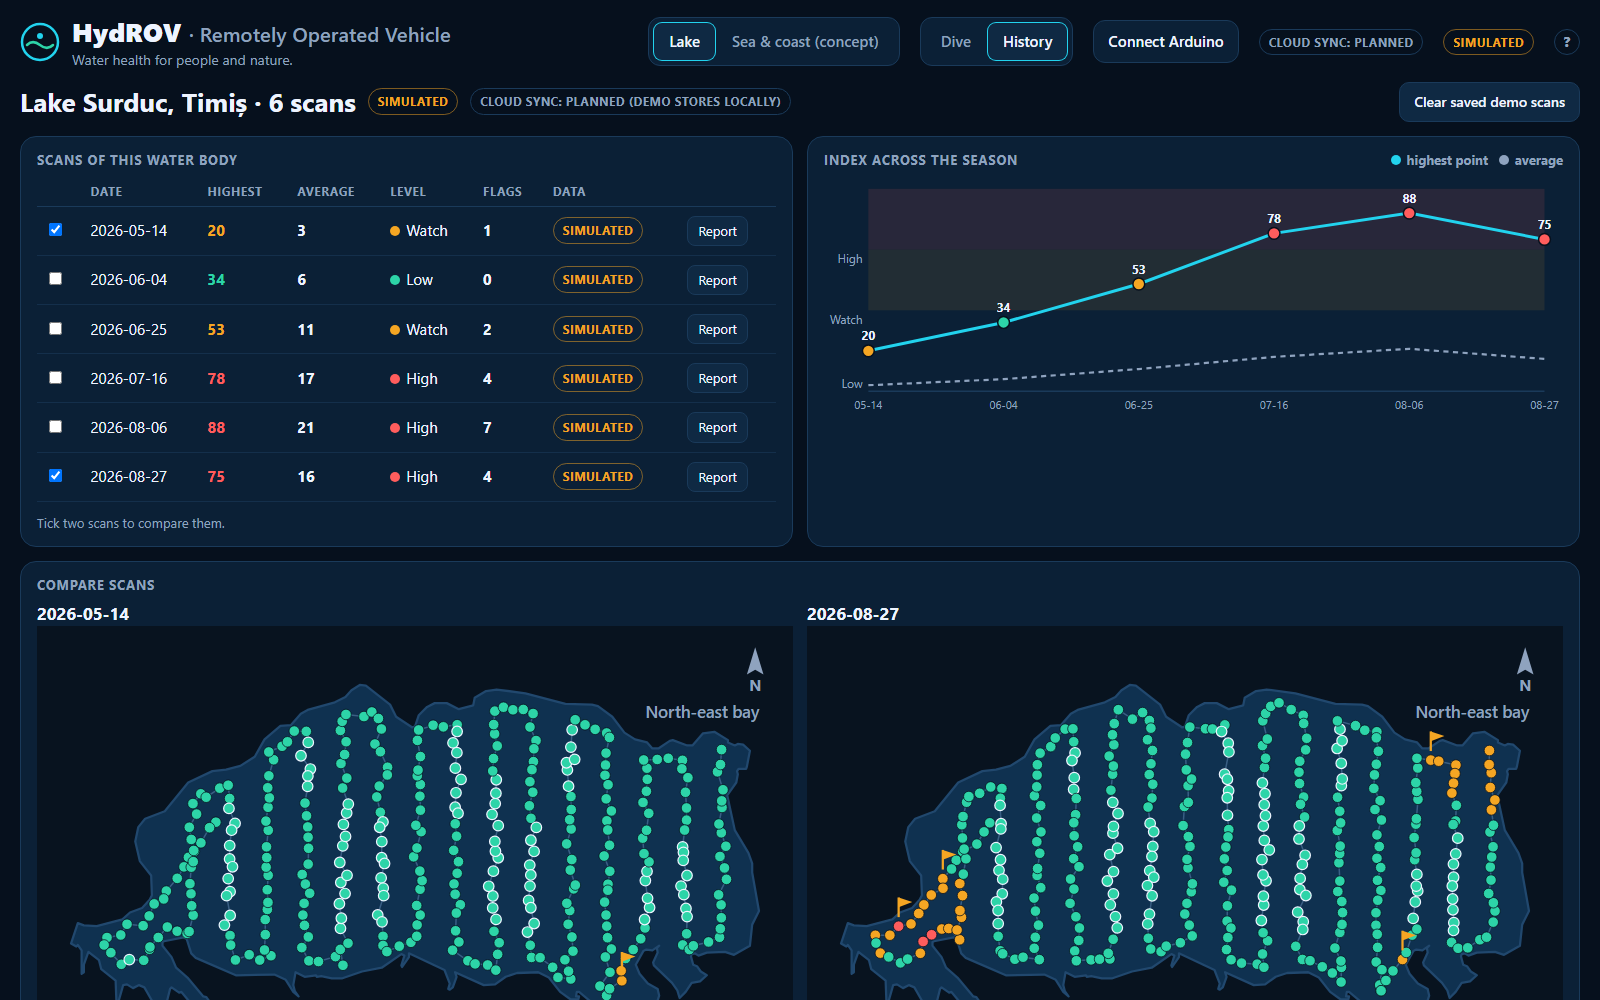 HydROV · Remotely Operated Vehicle
Water health for people and nature.
Lake
Sea & coast (concept)
Dive
History
Connect Arduino
CLOUD SYNC: PLANNED
SIMULATED
?
Lake Surduc, Timiș · 6 scans
SIMULATED
CLOUD SYNC: PLANNED (DEMO STORES LOCALLY)
Clear saved demo scans
SCANS OF THIS WATER BODY
DATE HIGHEST AVERAGE LEVEL FLAGS DATA
2026-05-14 20 3 Watch 1 SIMULATED Report
2026-06-04 34 6 Low 0 SIMULATED Report
2026-06-25 53 11 Watch 2 SIMULATED Report
2026-07-16 78 17 High 4 SIMULATED Report
2026-08-06 88 21 High 7 SIMULATED Report
2026-08-27 75 16 High 4 SIMULATED Report
Tick two scans to compare them.
INDEX ACROSS THE SEASON
highest point
average
High
Watch
Low
20
34
53
78
88
75
05-14
06-04
06-25
07-16
08-06
08-27
COMPARE SCANS
2026-05-14
N
North-east bay
2026-08-27
N
North-east bay